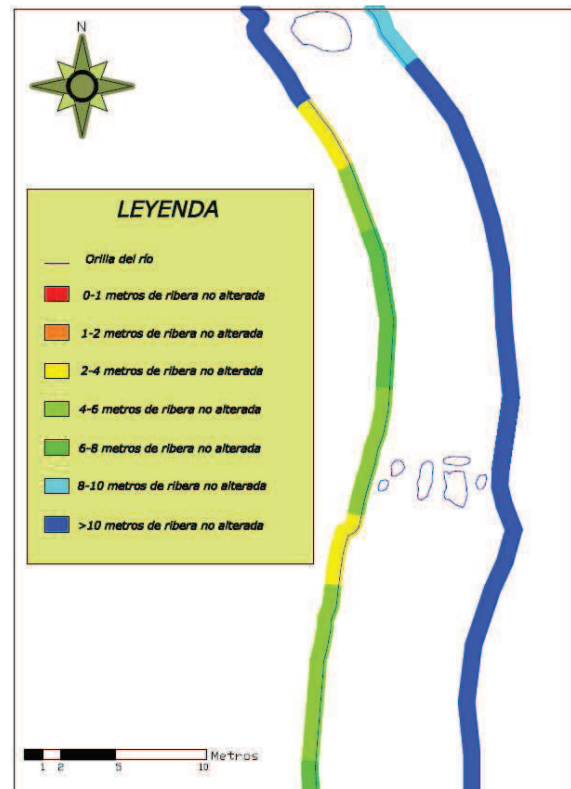 N
LEYENDA
Orilla del río
0-1 metros de ribera no alterada
1-2 metros de ribera no alterada
2-4 metros de ribera no alterada
4-6 metros de ribera no alterada
6-8 metros de ribera no alterada
8-10 metros de ribera no alterada
>10 metros de ribera no alterada
Metros
1 2 5 10